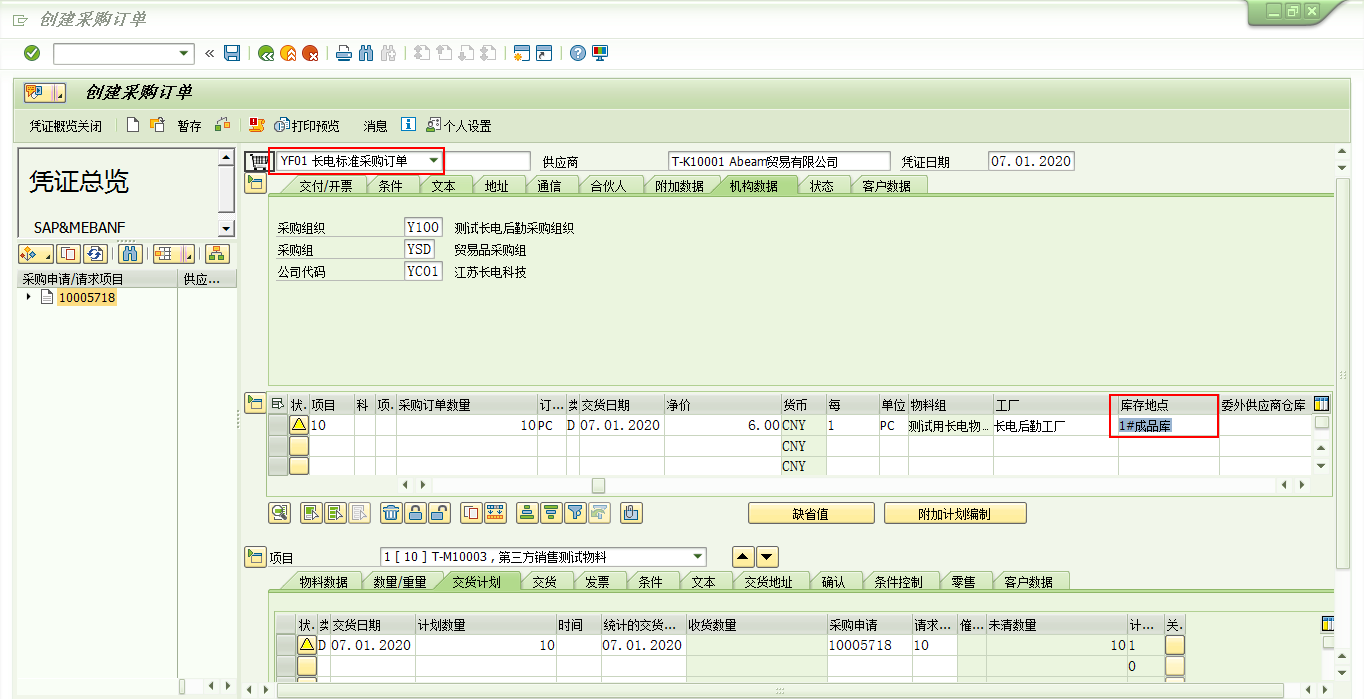 创建采购订单
创建采购订单
凭证概览关闭 暂存 打印预览 消息 个人设置
凭证总览
SAP&MEBANF
采购申请/请求项目 供应...
10005718
YF01 长电标准采购订单 供应商 T-K10001 Abeam贸易有限公司 凭证日期 07.01.2020
交付/开票 条件 文本 地址 通信 合伙人 附加数据 机构数据 状态 客户数据
采购组织 Y100 测试长电后勤采购组织
采购组 YSD 贸易品采购组
公司代码 YC01 江苏长电科技
状. 项目 科 项. 采购订单数量 订... 类 交货日期 净价 货币 每 单位 物料组 工厂 库存地点 委外供应商仓库
10 10 PC D 07.01.2020 6.00 CNY 1 PC 测试用长电物... 长电后勤工厂 1#成品库
CNY
CNY
缺省值 附加计划编制
项目 1 [ 10 ] T-M10003 , 第三方销售测试物料
物料数据 数量/重量 交货计划 交货 发票 条件 文本 交货地址 确认 条件控制 零售 客户数据
状. 类 交货日期 计划数量 时间 统计的交货... 收货数量 采购申请 请求... 催... 未清数量 计... 关.
D 07.01.2020 10 07.01.2020 10005718 10 10 1
0